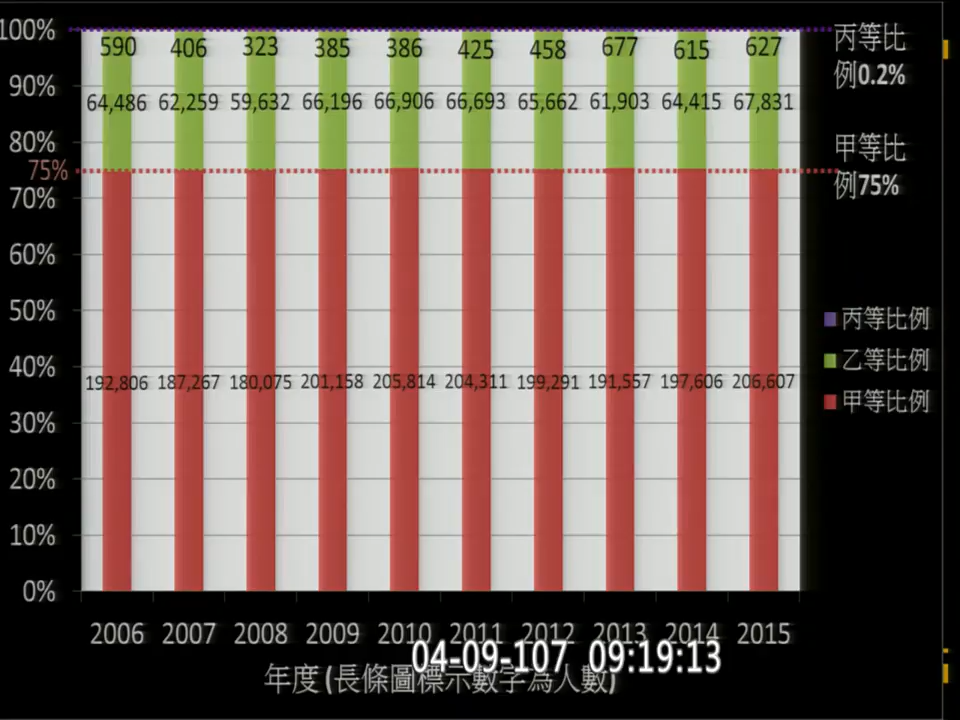 100%
90%
80%
75%
70%
60%
50%
40%
30%
20%
10%
0%
590 406 323 385 386 425 458 677 615 627
64,486 62,259 59,632 66,196 66,906 66,693 65,662 61,903 64,415 67,831
192,806 187,267 180,075 201,158 205,814 204,311 199,291 191,557 197,606 206,607
丙等比
例0.2%
甲等比
例75%
丙等比例
乙等比例
甲等比例
2006 2007 2008 2009 2010 2011 2012 2013 2014 2015
04-09-107 09:19:13
年度 (長條圖標示數字為人數)